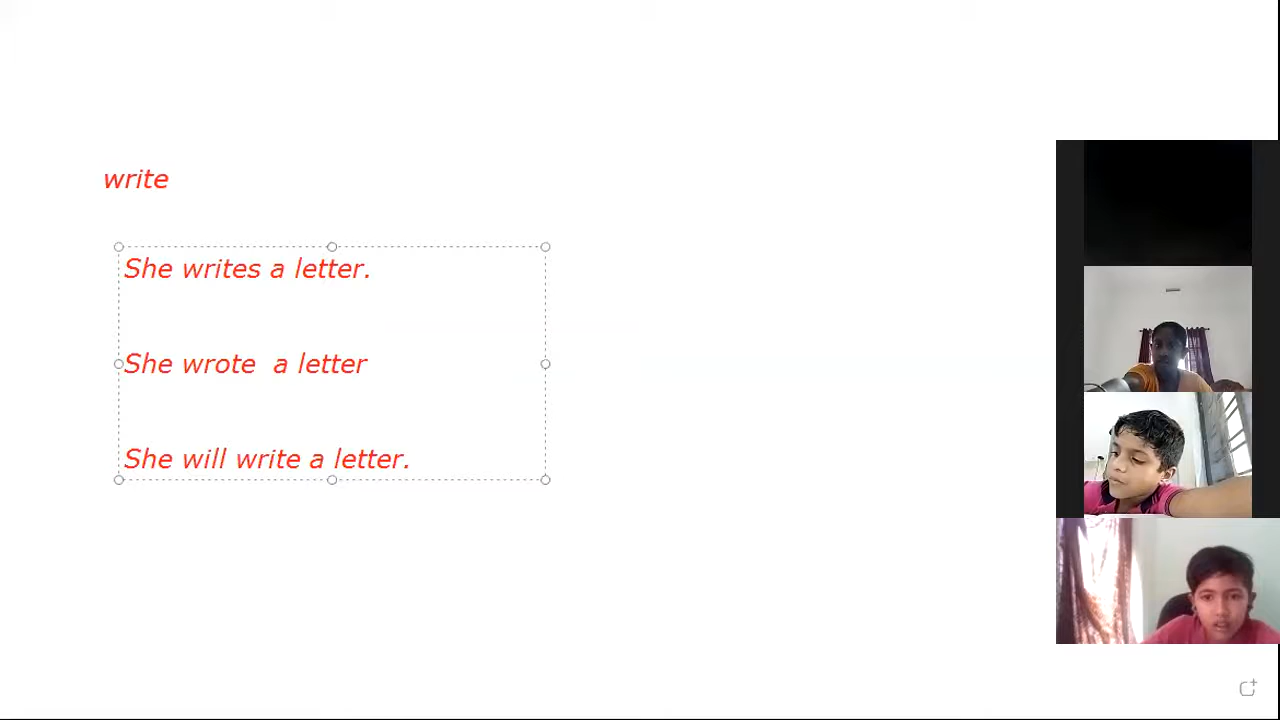 write
She writes a letter.
She wrote  a letter
She will write a letter.